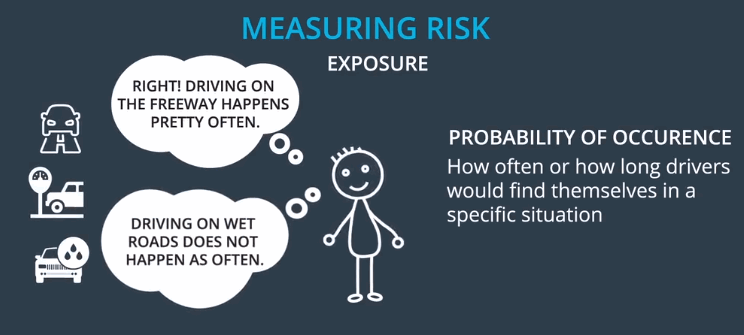 MEASURING RISK
EXPOSURE
RIGHT! DRIVING ON
THE FREEWAY HAPPENS
PRETTY OFTEN.
DRIVING ON WET
ROADS DOES NOT
HAPPEN AS OFTEN.
PROBABILITY OF OCCURENCE
How often or how long drivers
would find themselves in a
specific situation